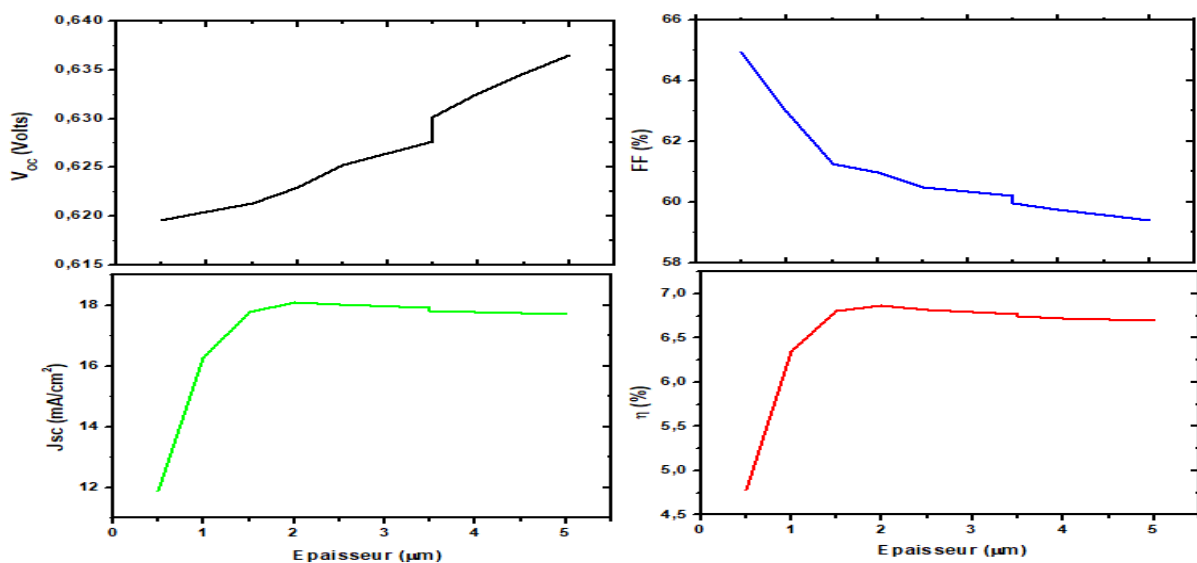 0,640
0,635
0,630
0,625
0,620
0,615
V_OC (Volts)
66
64
62
60
58
FF (%)
18
16
14
12
Jsc (mA/cm²)
0 1 2 3 4 5
Epaisseur (μm)
7,0
6,5
6,0
5,5
5,0
4,5
η (%)
0 1 2 3 4 5
Epaisseur (μm)